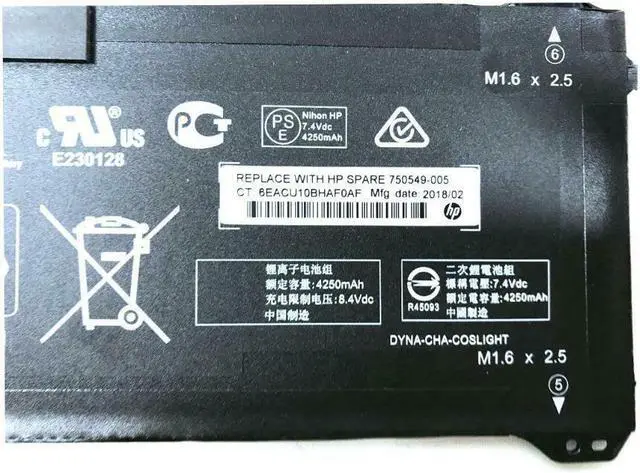 6
M1.6 x 2.5
c UR US
E230128
PCT
PS
E
Nihon HP
7.4Vdc
4250mAh
REPLACE WITH HP SPARE 750549-005
CT 6EACU10BHAF0AF Mfg date 2018/02
hp
锂离子电池组
额定容量:4250mAh
充电限制电压:8.4Vdc
中国制造
R45093
二次鋰電池組
標稱電壓:7.4Vdc
額定電容量:4250mAh
中國製造
DYNA-CHA-COSLIGHT
M1.6 x 2.5
5